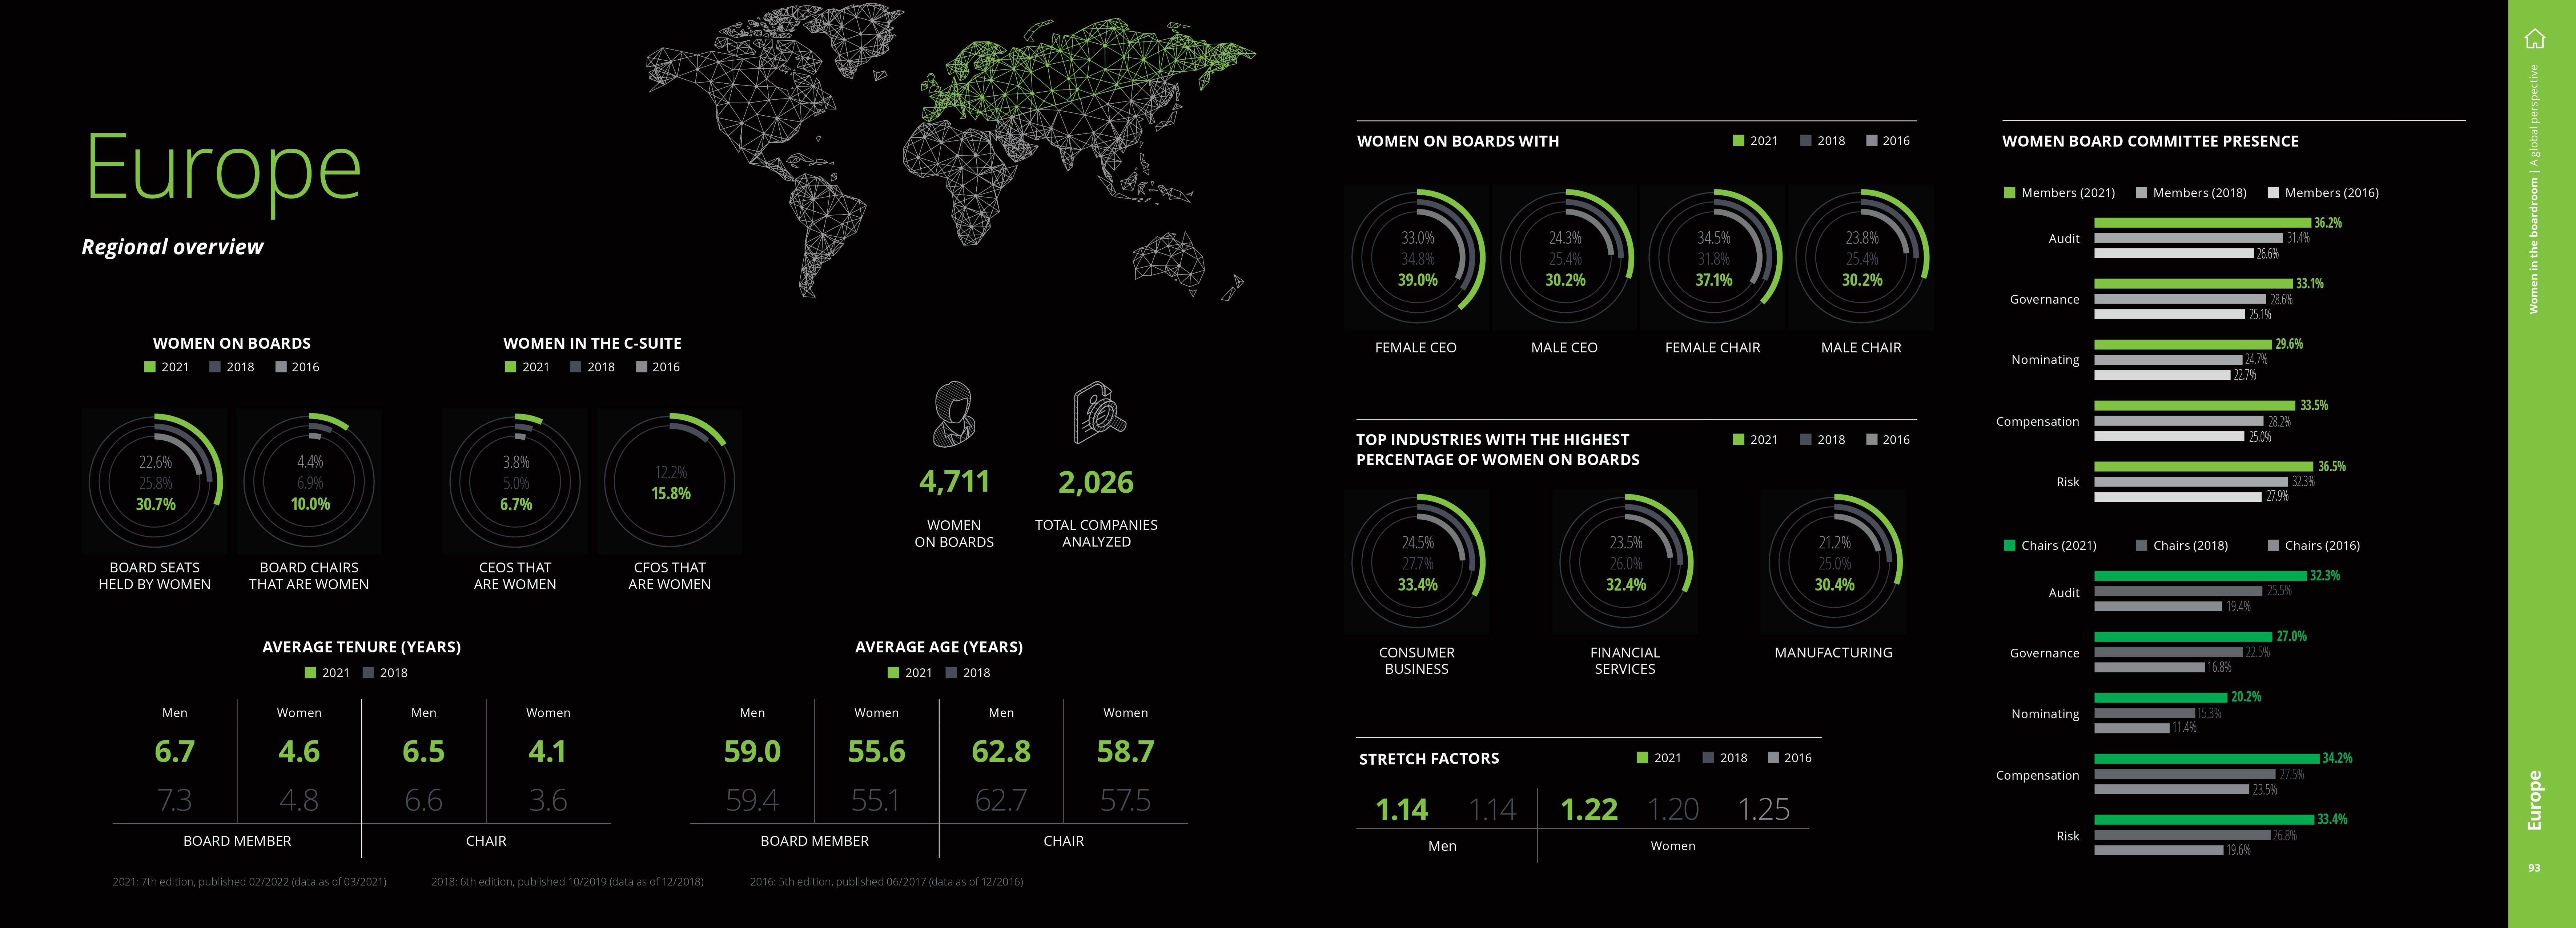 Europe
Regional overview
WOMEN ON BOARDS
2021 2018 2016
22.6%
25.8%
30.7%
BOARD SEATS
HELD BY WOMEN
4.4%
6.9%
10.0%
BOARD CHAIRS
THAT ARE WOMEN
WOMEN IN THE C-SUITE
2021 2018 2016
3.8%
5.0%
6.7%
CEOS THAT
ARE WOMEN
12.2%
15.8%
CFOS THAT
ARE WOMEN
4,711
WOMEN
ON BOARDS
2,026
TOTAL COMPANIES
ANALYZED
AVERAGE TENURE (YEARS)
2021 2018
Men Women Men Women
6.7 4.6 6.5 4.1
7.3 4.8 6.6 3.6
BOARD MEMBER CHAIR
AVERAGE AGE (YEARS)
2021 2018
Men Women Men Women
59.0 55.6 62.8 58.7
59.4 55.1 62.7 57.5
BOARD MEMBER CHAIR
2021: 7th edition, published 02/2022 (data as of 03/2021) 2018: 6th edition, published 10/2019 (data as of 12/2018) 2016: 5th edition, published 06/2017 (data as of 12/2016)
WOMEN ON BOARDS WITH
2021 2018 2016
33.0%
34.8%
39.0%
FEMALE CEO
24.3%
25.4%
30.2%
MALE CEO
34.5%
31.8%
37.1%
FEMALE CHAIR
23.8%
25.4%
30.2%
MALE CHAIR
TOP INDUSTRIES WITH THE HIGHEST
PERCENTAGE OF WOMEN ON BOARDS
2021 2018 2016
24.5%
27.7%
33.4%
CONSUMER
BUSINESS
23.5%
26.0%
32.4%
FINANCIAL
SERVICES
21.2%
25.0%
30.4%
MANUFACTURING
STRETCH FACTORS
2021 2018 2016
1.14 1.14 1.22 1.20 1.25
Men Women
WOMEN BOARD COMMITTEE PRESENCE
Members (2021) Members (2018) Members (2016)
Audit
36.2%
31.4%
26.6%
Governance
33.1%
28.6%
25.1%
Nominating
29.6%
24.7%
22.7%
Compensation
33.5%
28.2%
25.0%
Risk
36.5%
32.3%
27.9%
Chairs (2021) Chairs (2018) Chairs (2016)
Audit
32.3%
25.5%
19.4%
Governance
27.0%
22.5%
16.8%
Nominating
20.2%
15.3%
11.4%
Compensation
34.2%
27.5%
23.5%
Risk
33.4%
26.8%
19.6%
Women in the boardroom | A global perspective
Europe
93